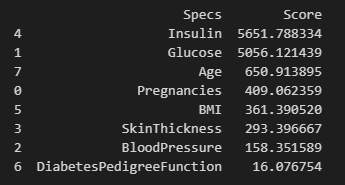 Specs Score
4 Insulin 5651.788334
1 Glucose 5056.121439
7 Age 650.913895
0 Pregnancies 409.062359
5 BMI 361.390520
3 SkinThickness 293.396667
2 BloodPressure 158.351589
6 DiabetesPedigreeFunction 16.076754